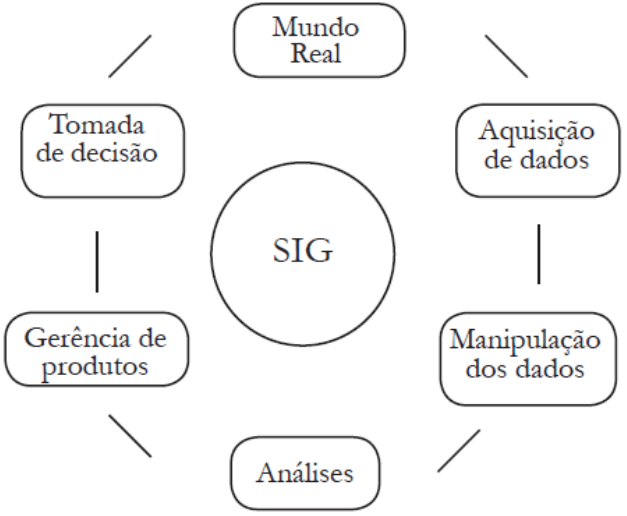 Mundo
Real
Tomada
de decisão
Aquisição
de dados
SIG
Gerência de
produtos
Manipulação
dos dados
Análises